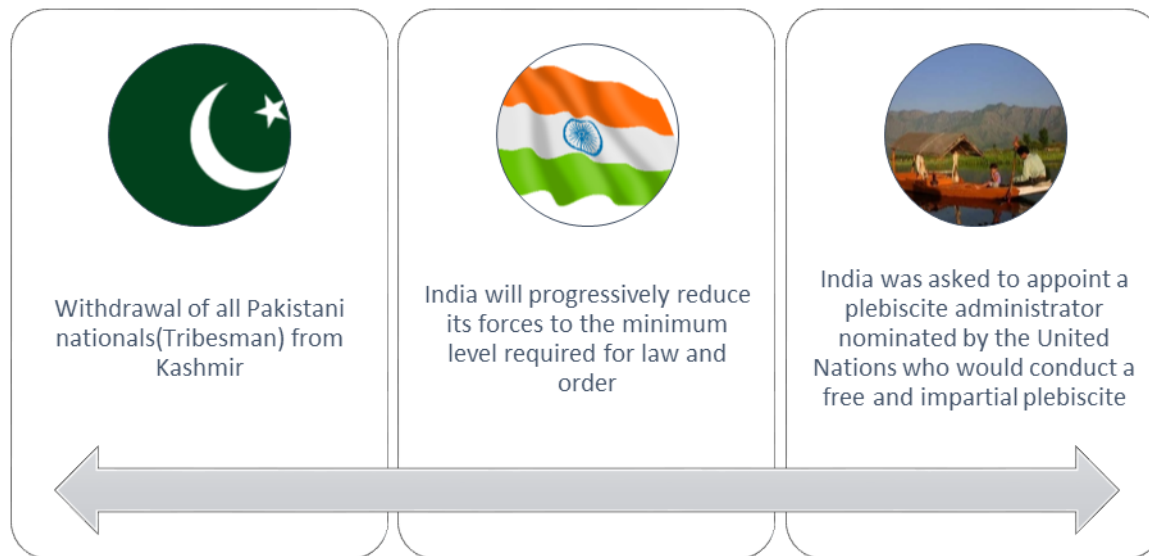 Withdrawal of all Pakistani
nationals(Tribesman) from
Kashmir
India will progressively reduce
its forces to the minimum
level required for law and
order
India was asked to appoint a
plebiscite administrator
nominated by the United
Nations who would conduct a
free and impartial plebiscite